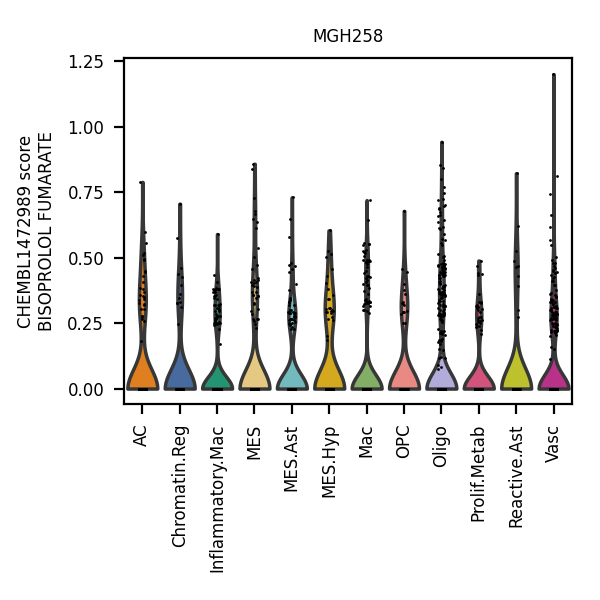 MGH258
CHEMBL1472989 score
BISOPROLOL FUMARATE
1.25
1.00
0.75
0.50
0.25
0.00
AC
Chromatin.Reg
Inflammatory.Mac
MES
MES.Ast
MES.Hyp
Mac
OPC
Oligo
Prolif.Metab
Reactive.Ast
Vasc